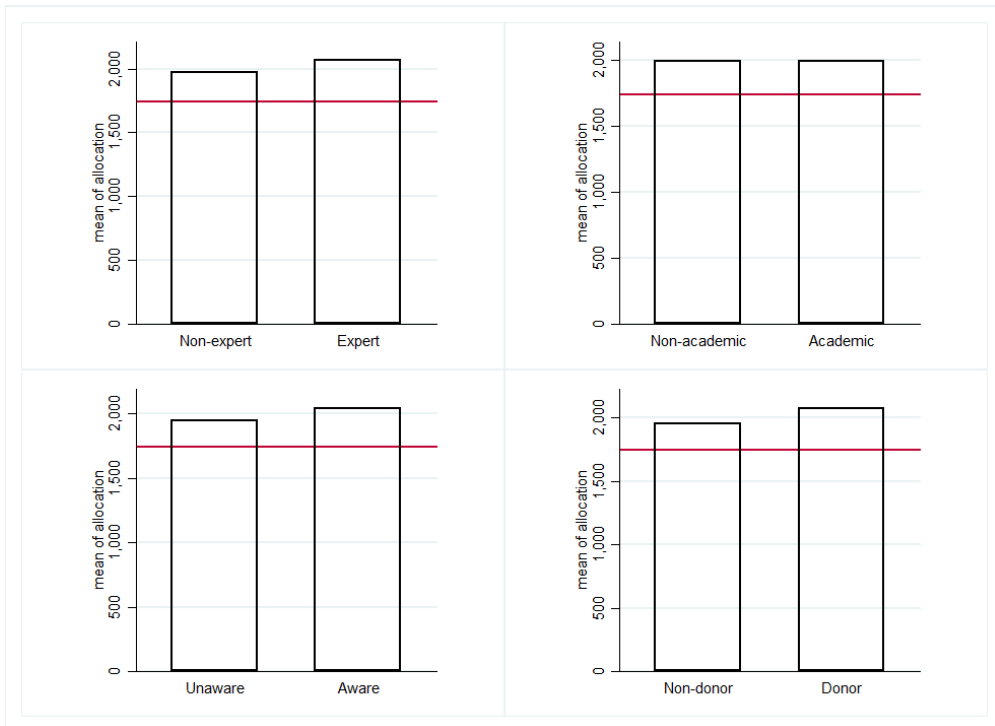 mean of allocation
2,000
1,500
1,000
500
0
Non-expert Expert
mean of allocation
2,000
1,500
1,000
500
0
Non-academic Academic
mean of allocation
2,000
1,500
1,000
500
0
Unaware Aware
mean of allocation
2,000
1,500
1,000
500
0
Non-donor Donor